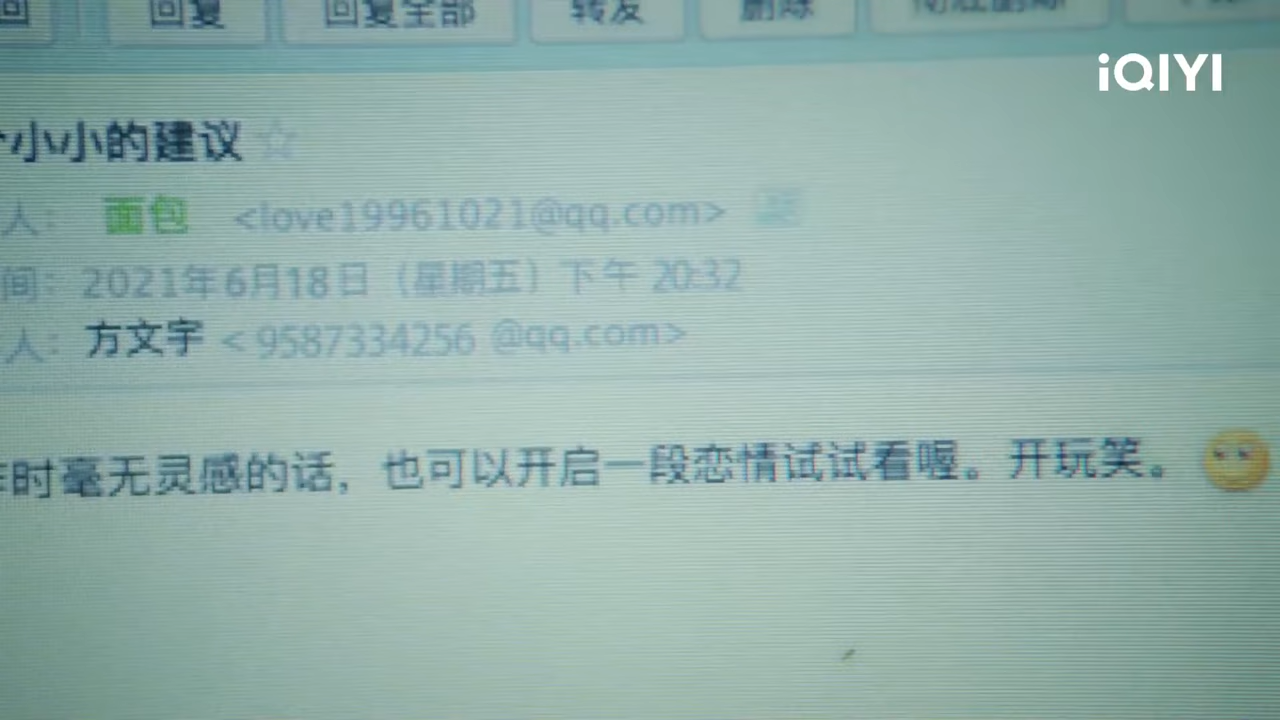 回 回复 回复全部 转发 删除
iQIYI
小小的建议
人: 面包 <love19961021@qq.com>
间: 2021年6月18日（星期五）下午 20:32
人: 方文宇 <9587334256 @qq.com>
时毫无灵感的话，也可以开启一段恋情试试看喔。开玩笑。